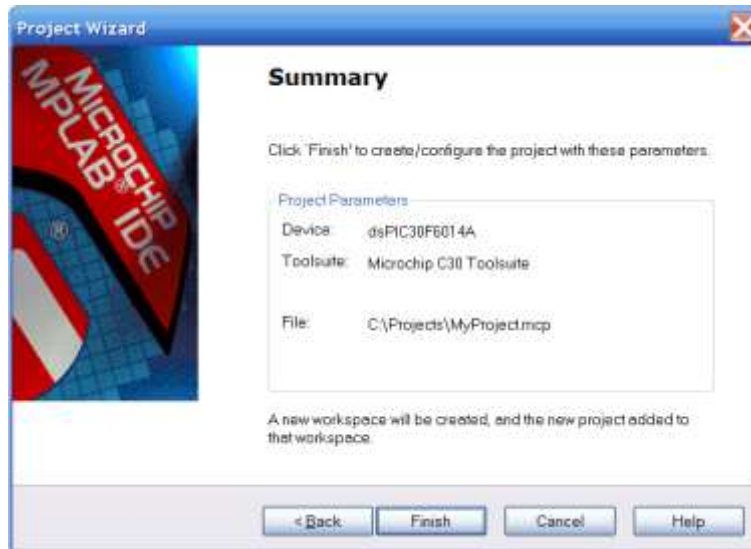 Project Wizard
MICROCHIP
MPLAB® IDE
®
Summary
Click 'Finish' to create/configure the project with these parameters.
Project Parameters
Device: dsPIC30F6014A
Toolsuite: Microchip C30 Toolsuite
File: C:\Projects\MyProject.mcp
A new workspace will be created, and the new project added to
that workspace.
< Back Finish Cancel Help